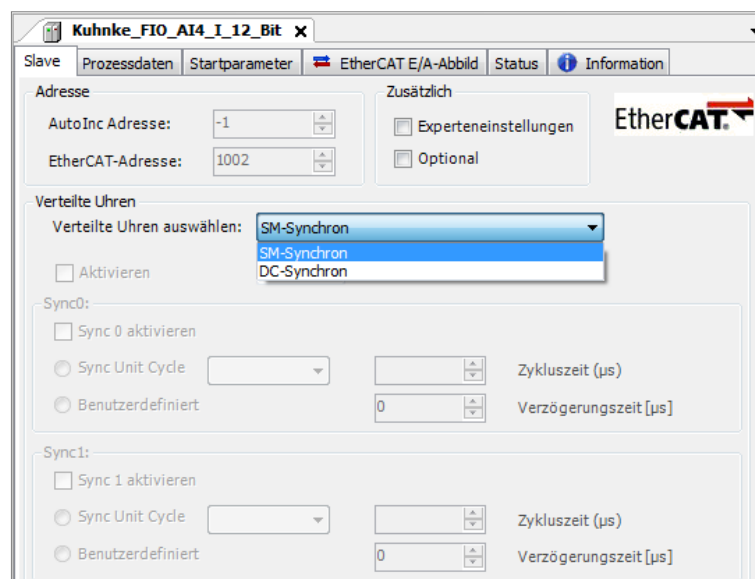 Kuhnke_FIO_AI4_I_12_Bit x
Slave Prozessdaten Startparameter EtherCAT E/A-Abbild Status Information
Adresse
AutoInc Adresse: -1
EtherCAT-Adresse: 1002
Zusätzlich
Experteneinstellungen
Optional
EtherCAT.
Verteilte Uhren
Verteilte Uhren auswählen: SM-Synchron
SM-Synchron
DC-Synchron
Aktivieren
Sync0:
Sync 0 aktivieren
Sync Unit Cycle Zykluszeit (µs)
Benutzerdefiniert 0 Verzögerungszeit [µs]
Sync1:
Sync 1 aktivieren
Sync Unit Cycle Zykluszeit (µs)
Benutzerdefiniert 0 Verzögerungszeit [µs]